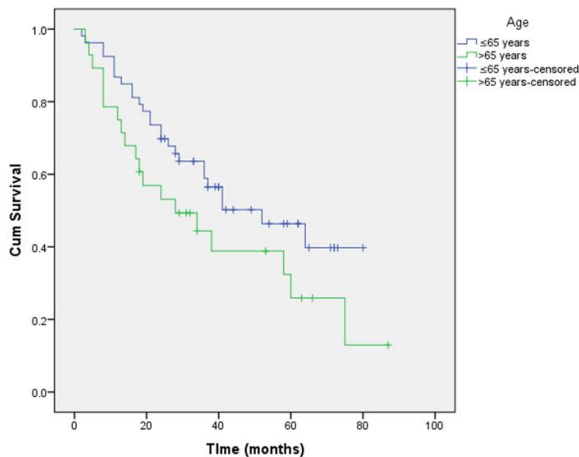 Age
≤65 years
>65 years
≤65 years-censored
>65 years-censored
Cum Survival
1.0
0.8
0.6
0.4
0.2
0.0
0 20 40 60 80 100
TIme (months)